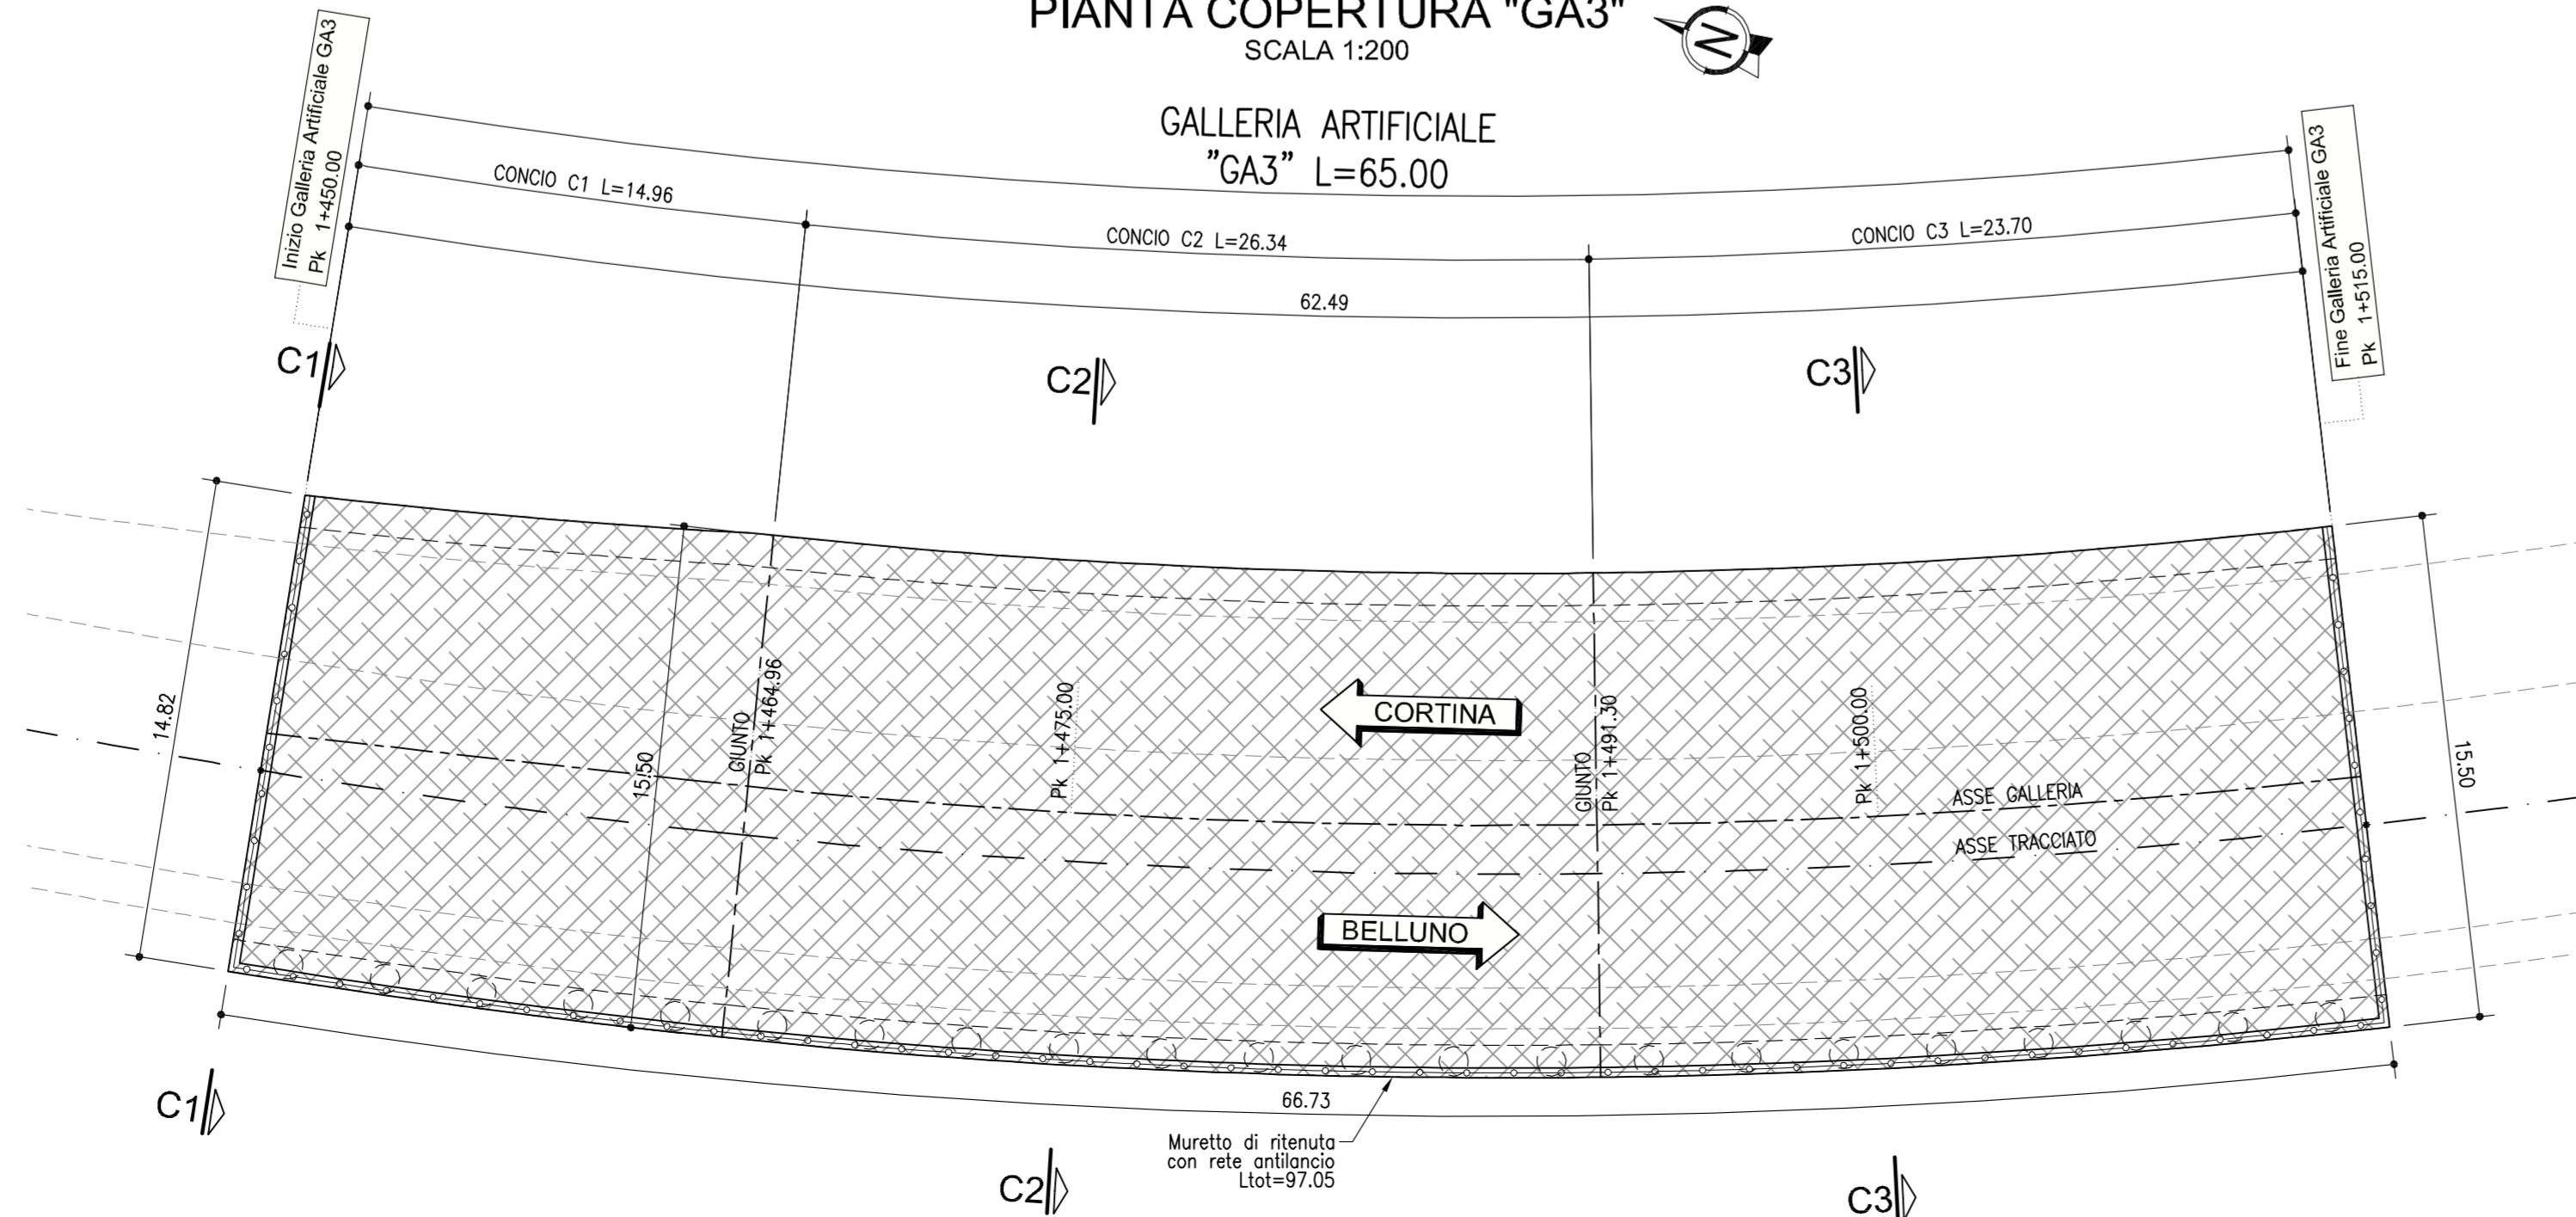 PIANTA COPERTURA "GA3"
SCALA 1:200
N
GALLERIA ARTIFICIALE
"GA3" L=65.00
Inizio Galleria Artificiale GA3
Pk 1+450.00
Fine Galleria Artificiale GA3
Pk 1+515.00
CONCIO C1 L=14.96
CONCIO C2 L=26.34
CONCIO C3 L=23.70
62.49
C1
C2
C3
14.82
15.50
GIUNTO
Pk 1+464.96
Pk 1+475.00
CORTINA
GIUNTO
Pk 1+491.30
Pk 1+500.00
ASSE GALLERIA
ASSE TRACCIATO
15.50
BELLUNO
66.73
Muretto di ritenuta
con rete antilancio
Ltot=97.05
C1
C2
C3